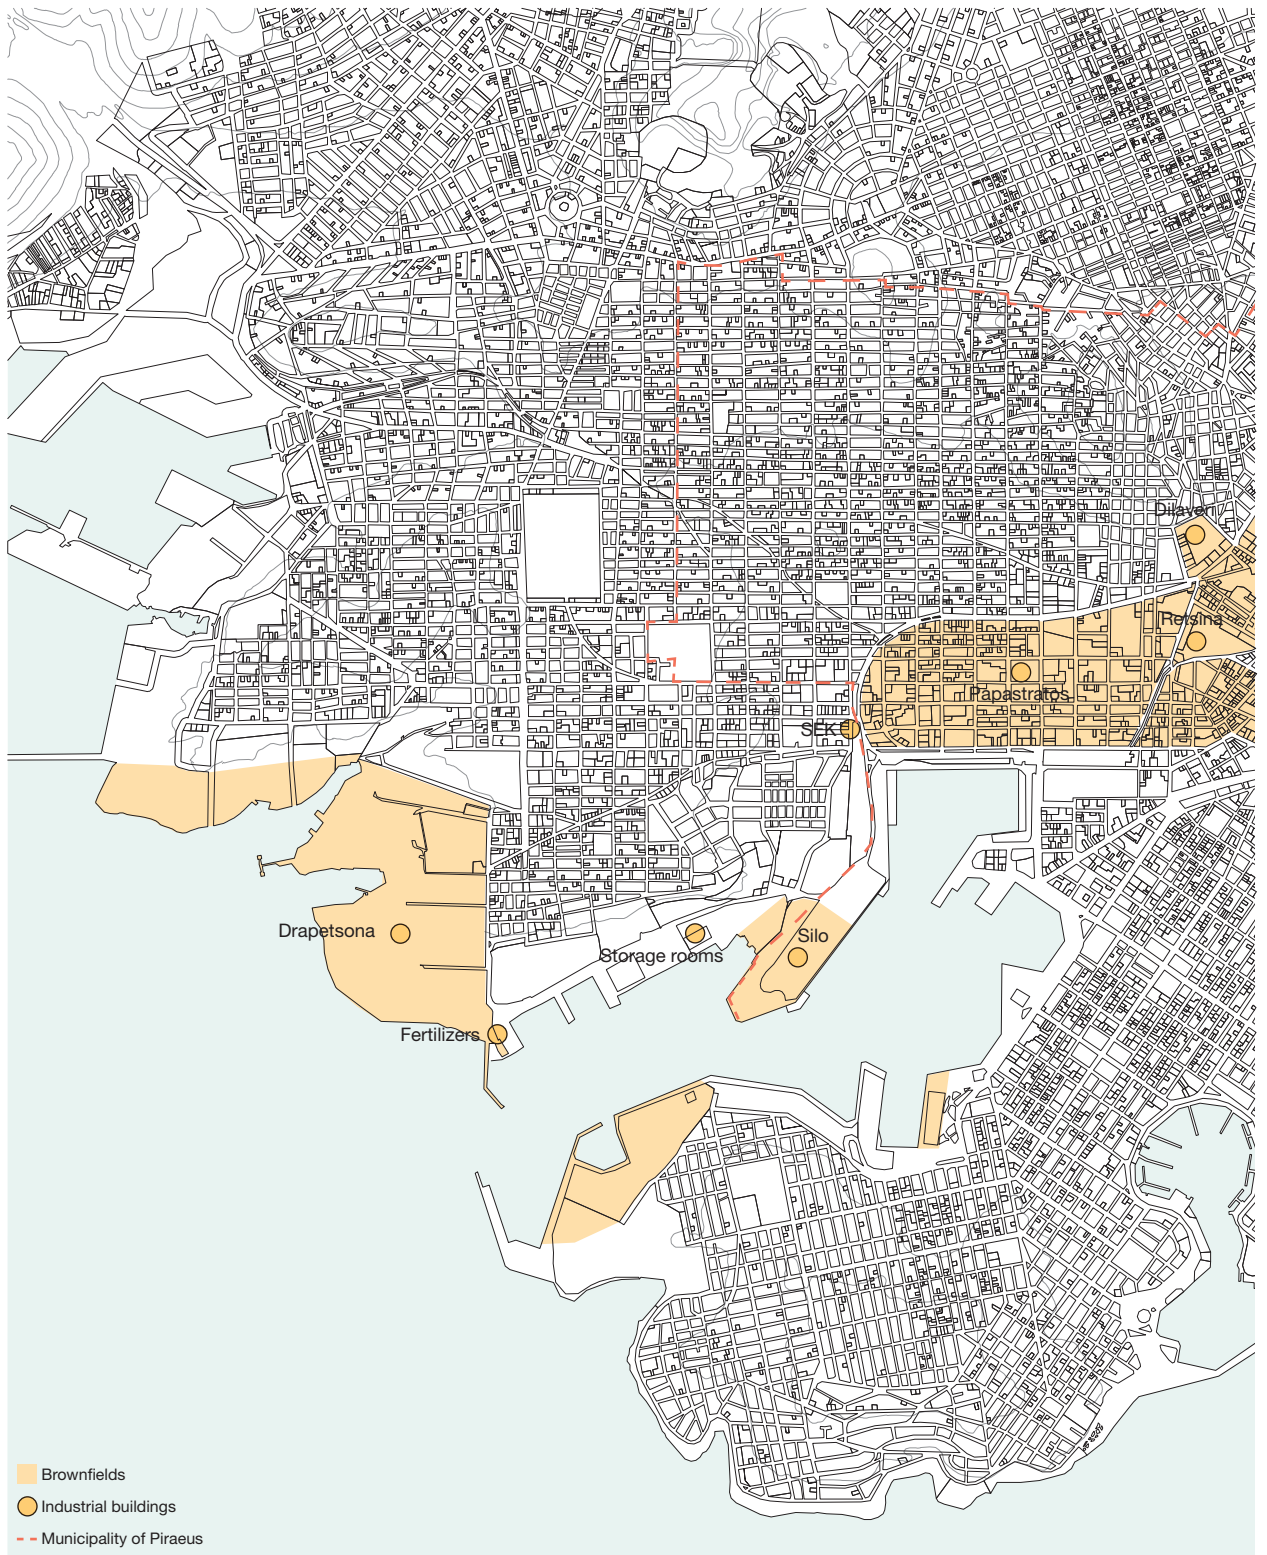 Dilaveri
Retsina
Papastratos
SEK
Drapetsona
Silo
Storage rooms
Fertilizers
Brownfields
Industrial buildings
Municipality of Piraeus